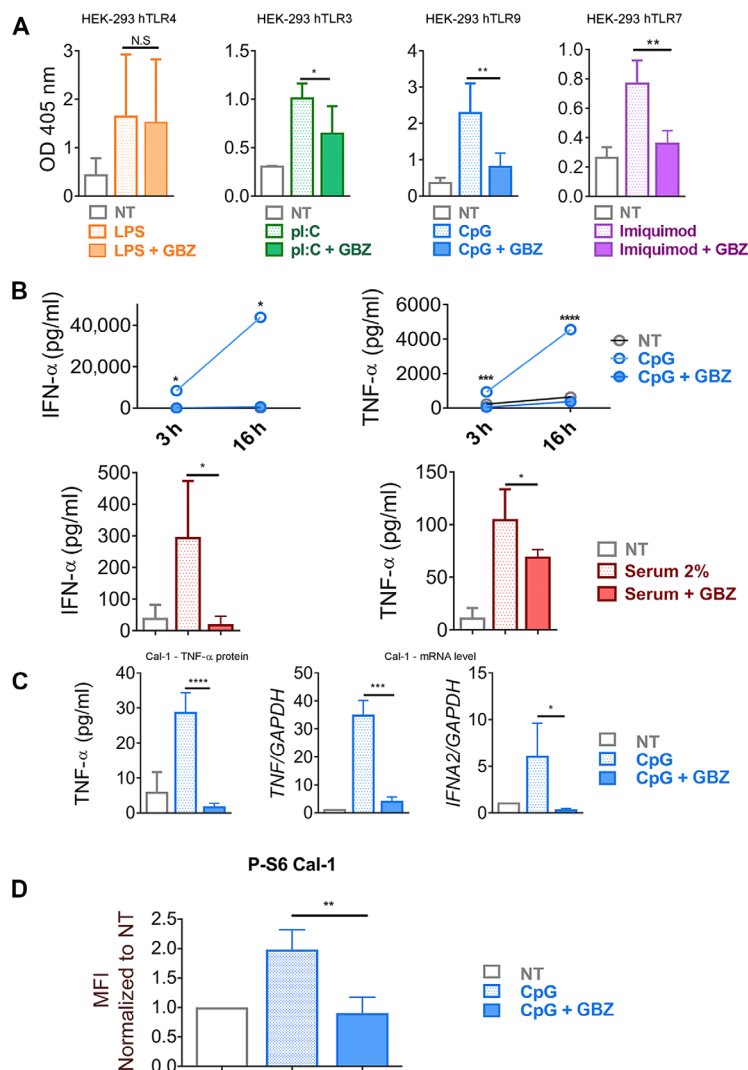 A
HEK-293 hTLR4
HEK-293 hTLR3
HEK-293 hTLR9
HEK-293 hTLR7
OD 405 nm
3
2
1
0
N.S
NT
LPS
LPS + GBZ
1.5
1.0
0.5
0.0
*
NT
pI:C
pI:C + GBZ
4
3
2
1
0
**
NT
CpG
CpG + GBZ
1.0
0.8
0.6
0.4
0.2
0.0
**
NT
Imiquimod
Imiquimod + GBZ
B
IFN-α (pg/ml)
40,000
20,000
0
*
*
3 h
16 h
TNF-α (pg/ml)
6000
4000
2000
0
***
****
3 h
16 h
NT
CpG
CpG + GBZ
IFN-α (pg/ml)
500
400
300
200
100
0
*
TNF-α (pg/ml)
150
100
50
0
*
NT
Serum 2%
Serum + GBZ
C
Cal-1 - TNF-α protein
Cal-1 - mRNA level
TNF-α (pg/ml)
40
30
20
10
0
****
TNF/GAPDH
50
40
30
20
10
0
***
IFNA2/GAPDH
15
10
5
0
*
NT
CpG
CpG + GBZ
D
P-S6 Cal-1
MFI
Normalized to NT
2.5
2.0
1.5
1.0
0.5
0.0
**
NT
CpG
CpG + GBZ